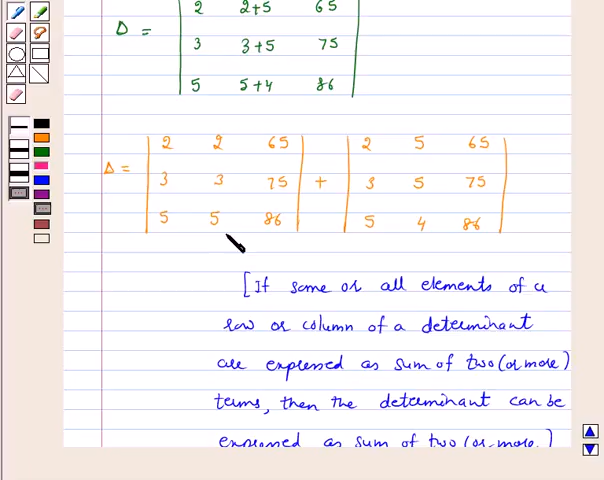 2 2+5 65
Δ = 3 3+5 75
5 5+4 86
2 2 65 2 5 65
Δ = 3 3 75 + 3 5 75
5 5 86 5 4 86
[If some or all elements of a
row or column of a determinant
are expressed as sum of two (or more)
terms, then the determinant can be
expressed as sum of two (or more)